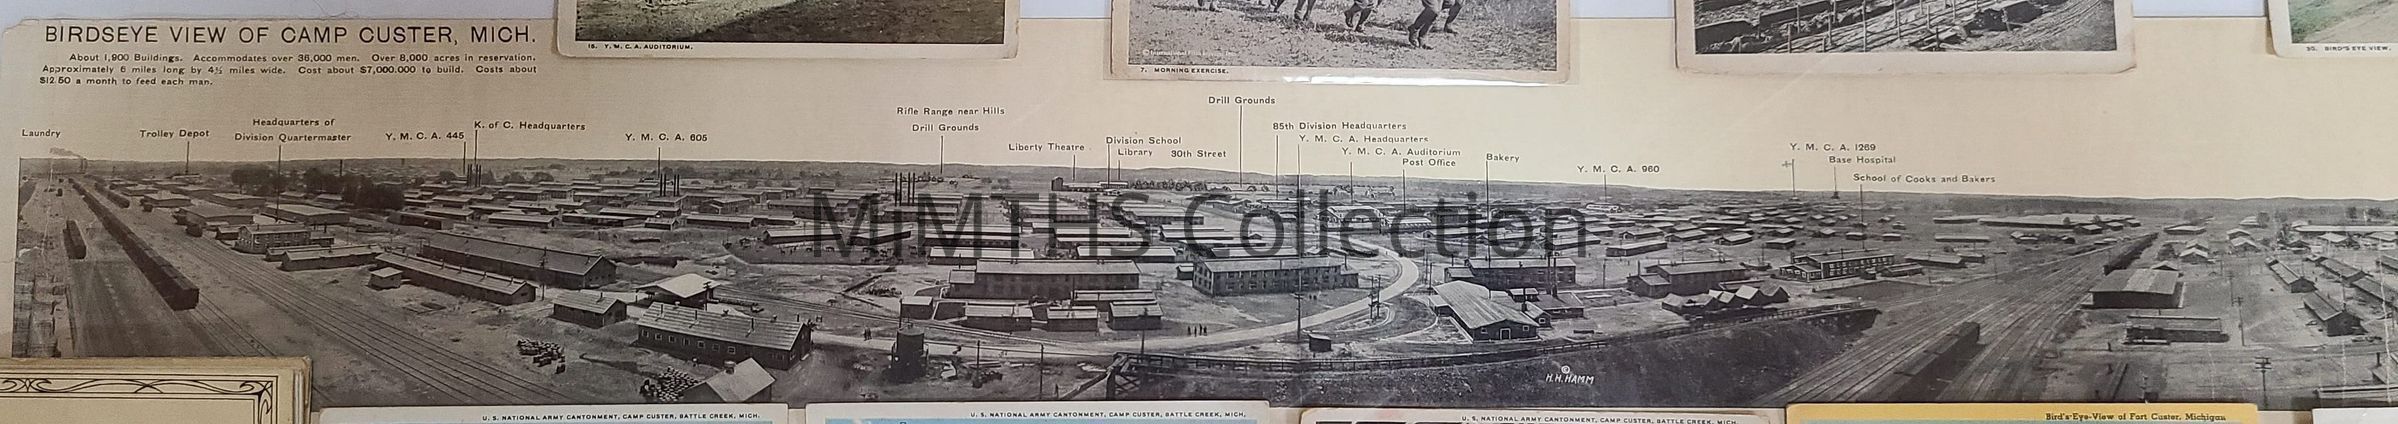 BIRDSEYE VIEW OF CAMP CUSTER, MICH.
About 1,900 Buildings. Accommodates over 36,000 men. Over 8,000 acres in reservation.
Approximately 6 miles long by 4½ miles wide. Cost about $7,000.000 to build. Costs about
$12.50 a month to feed each man.
15. Y. M. C. A. AUDITORIUM.
7. MORNING EXERCISE.
BIRD'S EYE VIEW.
Laundry
Trolley Depot
Headquarters of
Division Quartermaster
Y. M. C. A. 445
K. of C. Headquarters
Y. M. C. A. 605
Rifle Range near Hills
Drill Grounds
Liberty Theatre
Division School
Library
30th Street
Drill Grounds
85th Division Headquarters
Y. M. C. A. Headquarters
Y. M. C. A. Auditorium
Post Office
Bakery
Y. M. C. A. 960
Y. M. C. A. 1269
Base Hospital
School of Cooks and Bakers
MiMTHS Collection
©
H.H.HAMM
U. S. NATIONAL ARMY CANTONMENT, CAMP CUSTER, BATTLE CREEK, MICH.
U. S. NATIONAL ARMY CANTONMENT, CAMP CUSTER, BATTLE CREEK, MICH.
U. S. NATIONAL ARMY CANTONMENT, CAMP CUSTER, BATTLE CREEK, MICH.
Bird's-Eye-View of Fort Custer, Michigan